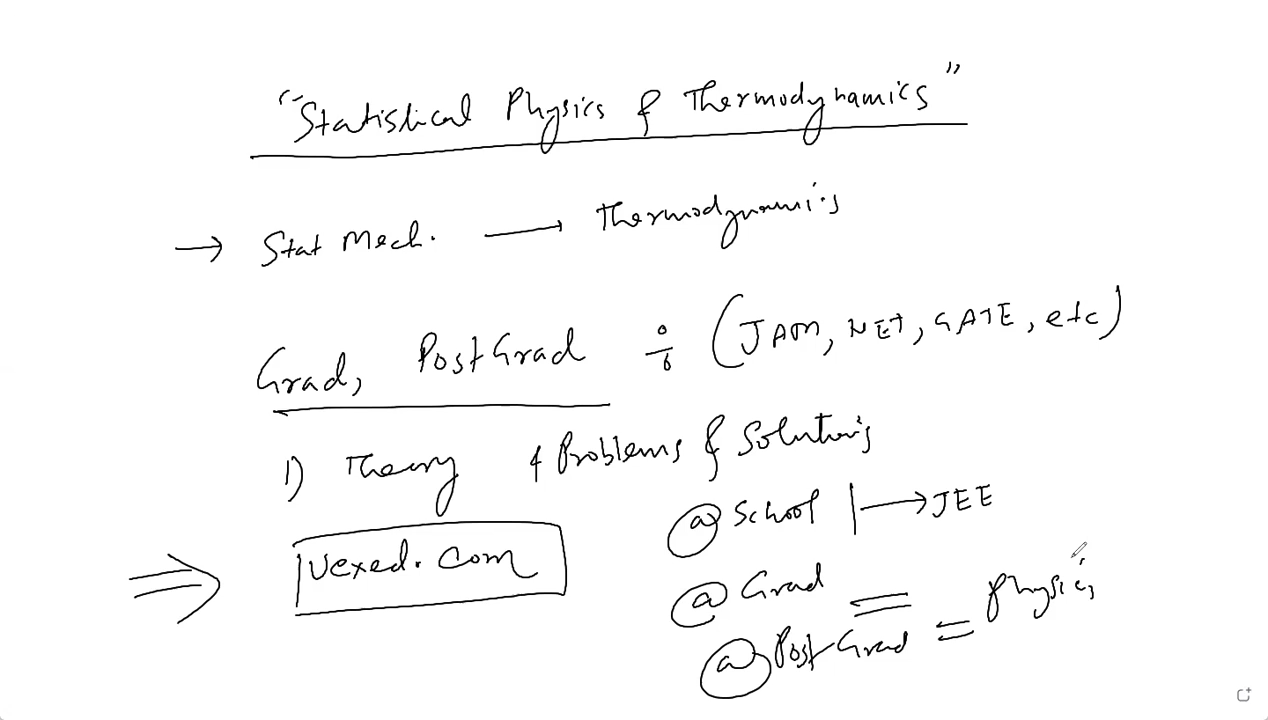 "Statistical Physics & Thermodynamics"
→ Stat Mech. → Thermodynamics
Grad, PostGrad ÷ (JAM, NET, GATE, etc)
1) Theory & Problems & Solutions
@ School |→ JEE
⇒ Vexed.com
@ Grad =
@ PostGrad = Physics